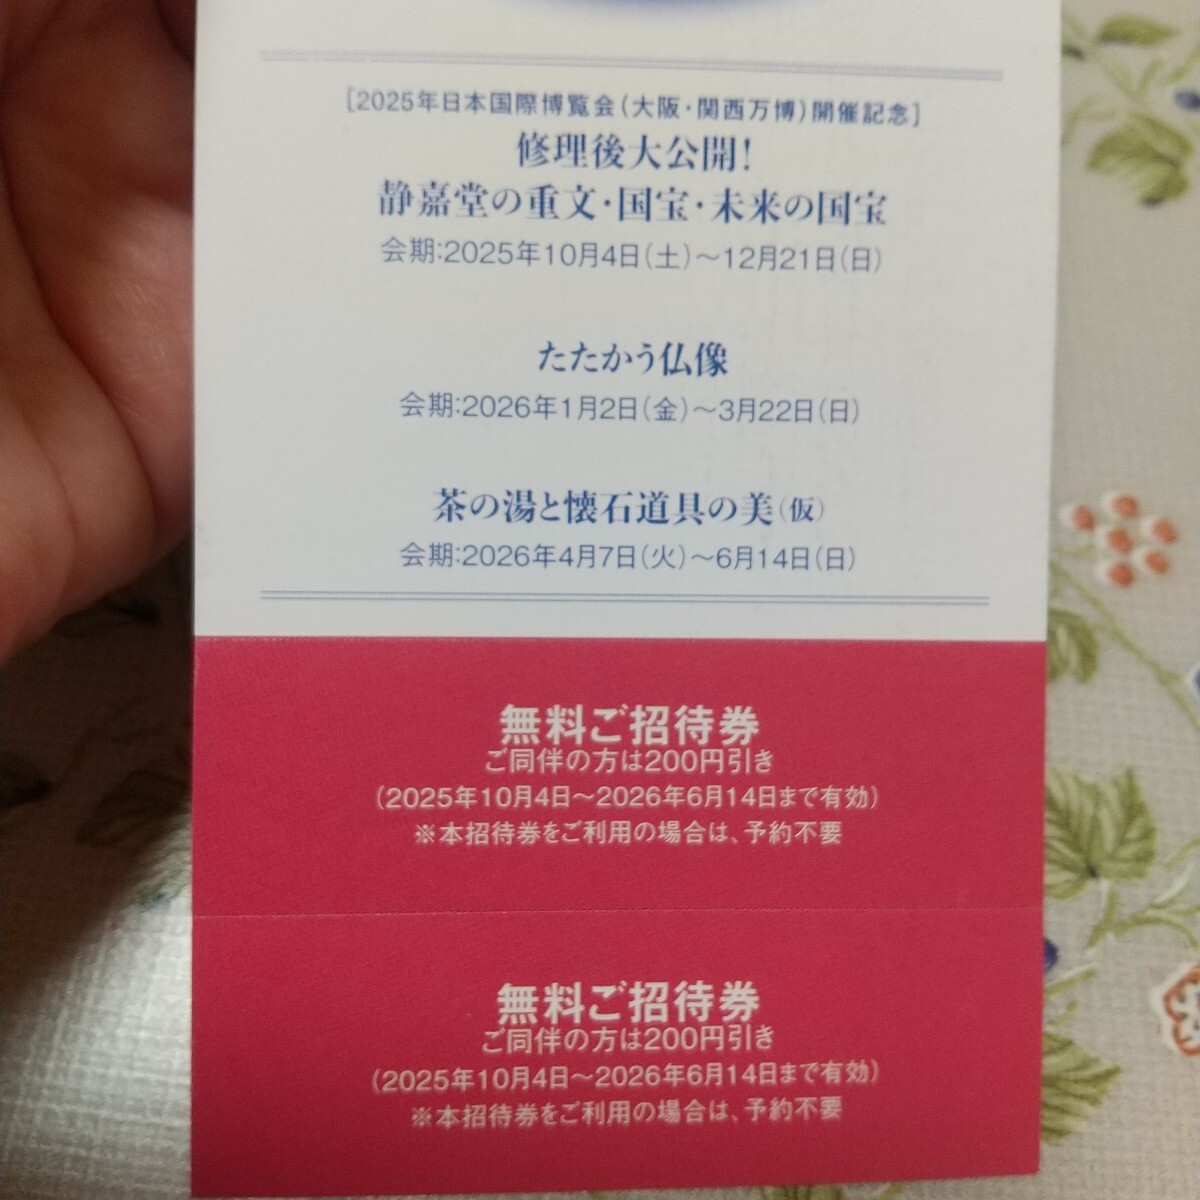 [2025年日本国際博覧会(大阪・関西万博)開催記念]
修理後大公開!
静嘉堂の重文・国宝・未来の国宝
会期:2025年10月4日(土)～12月21日(日)
たたかう仏像
会期:2026年1月2日(金)～3月22日(日)
茶の湯と懐石道具の美(仮)
会期:2026年4月7日(火)～6月14日(日)
無料ご招待券
ご同伴の方は200円引き
(2025年10月4日～2026年6月14日まで有効)
※本招待券をご利用の場合は、予約不要
無料ご招待券
ご同伴の方は200円引き
(2025年10月4日～2026年6月14日まで有効)
※本招待券をご利用の場合は、予約不要